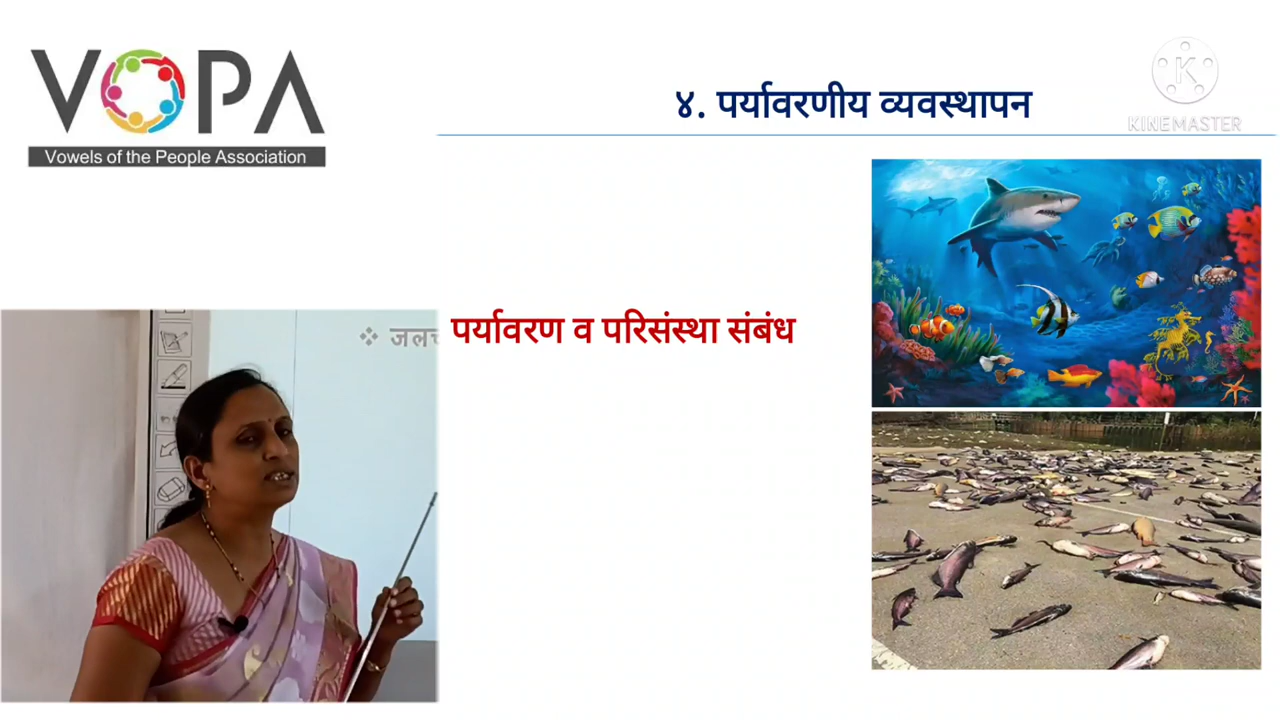 VOPA
Vowels of the People Association
४. पर्यावरणीय व्यवस्थापन
KINEMASTER
पर्यावरण व परिसंस्था संबंध